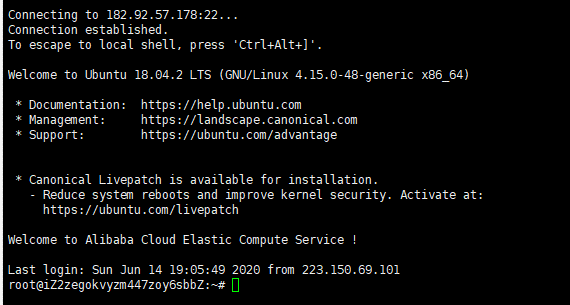 Connecting to 182.92.57.178:22...
Connection established.
To escape to local shell, press 'Ctrl+Alt+]'.
Welcome to Ubuntu 18.04.2 LTS (GNU/Linux 4.15.0-48-generic x86_64)
* Documentation:  https://help.ubuntu.com
* Management:     https://landscape.canonical.com
* Support:        https://ubuntu.com/advantage
* Canonical Livepatch is available for installation.
- Reduce system reboots and improve kernel security. Activate at:
https://ubuntu.com/livepatch
Welcome to Alibaba Cloud Elastic Compute Service !
Last login: Sun Jun 14 19:05:49 2020 from 223.150.69.101
root@iZ2zegokvyzm447zoy6sbbZ:~#